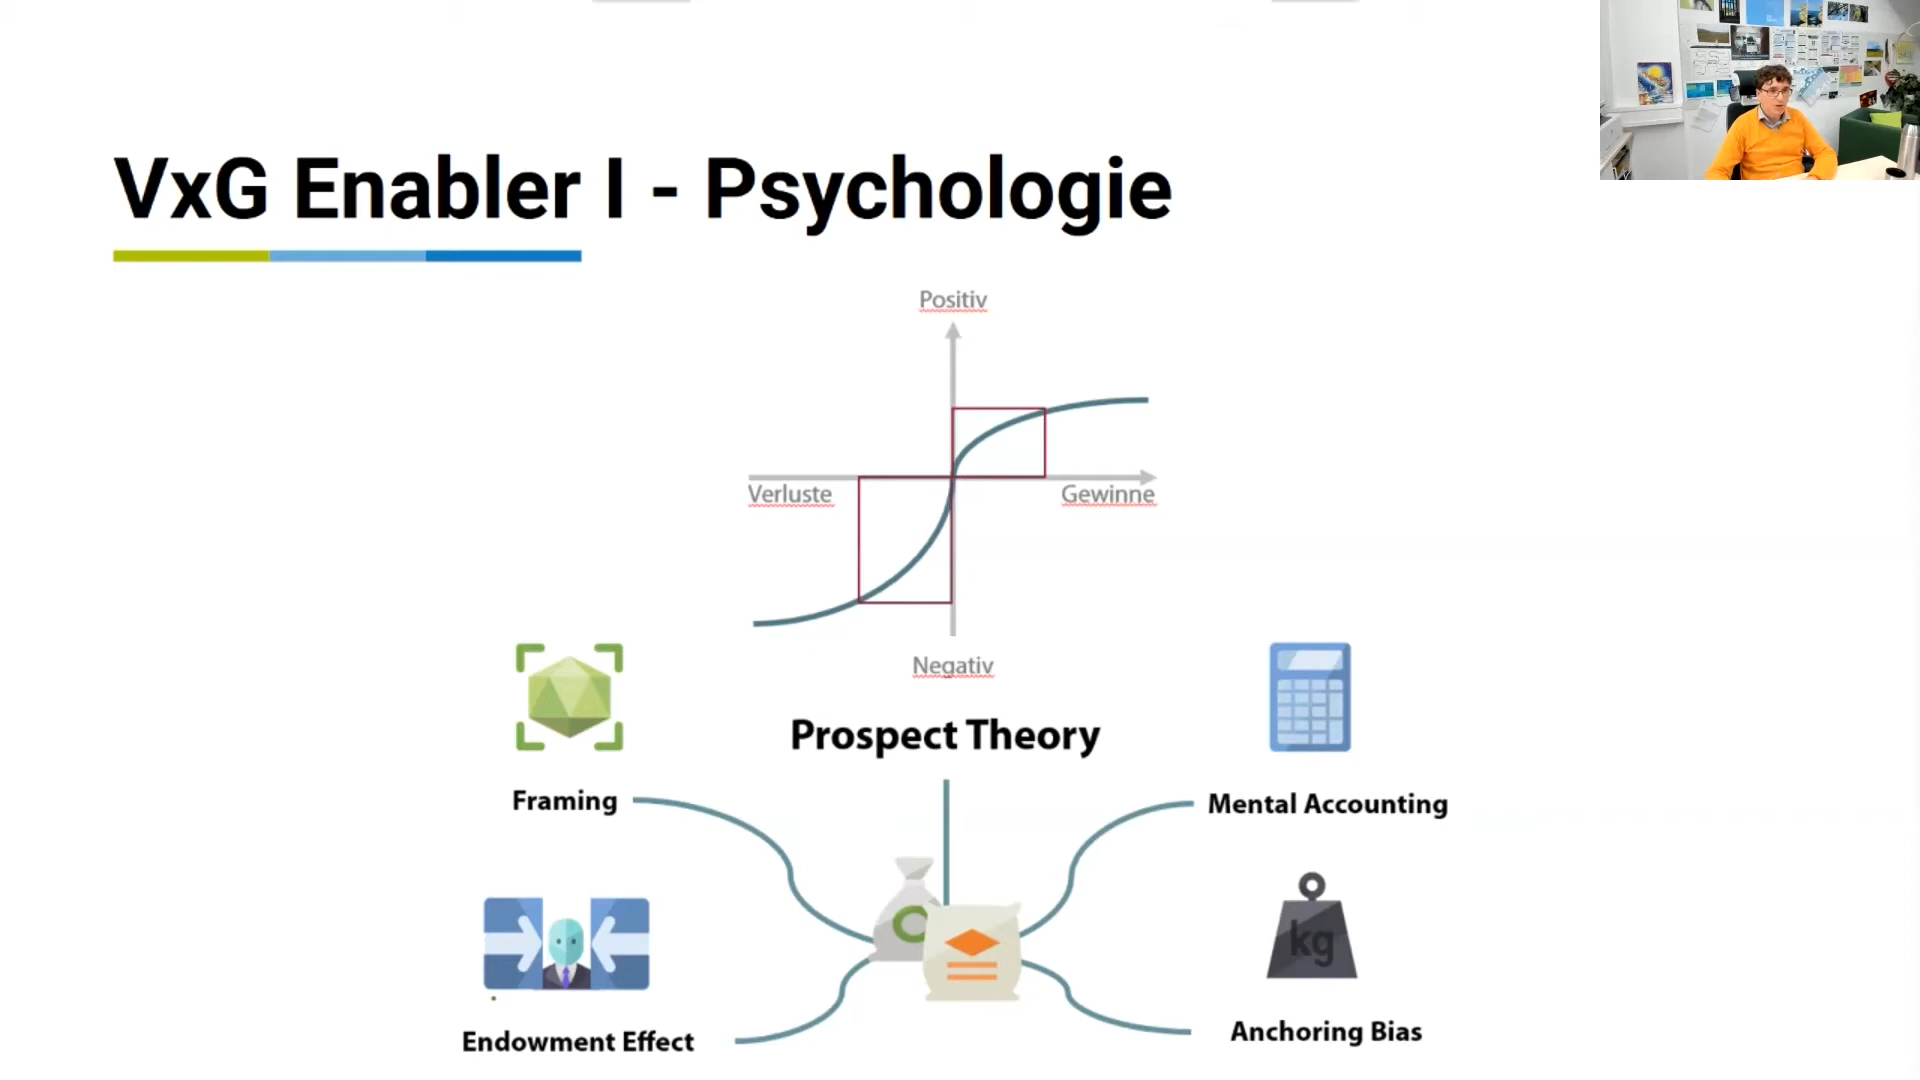 VxG Enabler I - Psychologie
Positiv
Verluste
Gewinne
Negativ
Prospect Theory
Framing
Mental Accounting
kg
Endowment Effect
Anchoring Bias